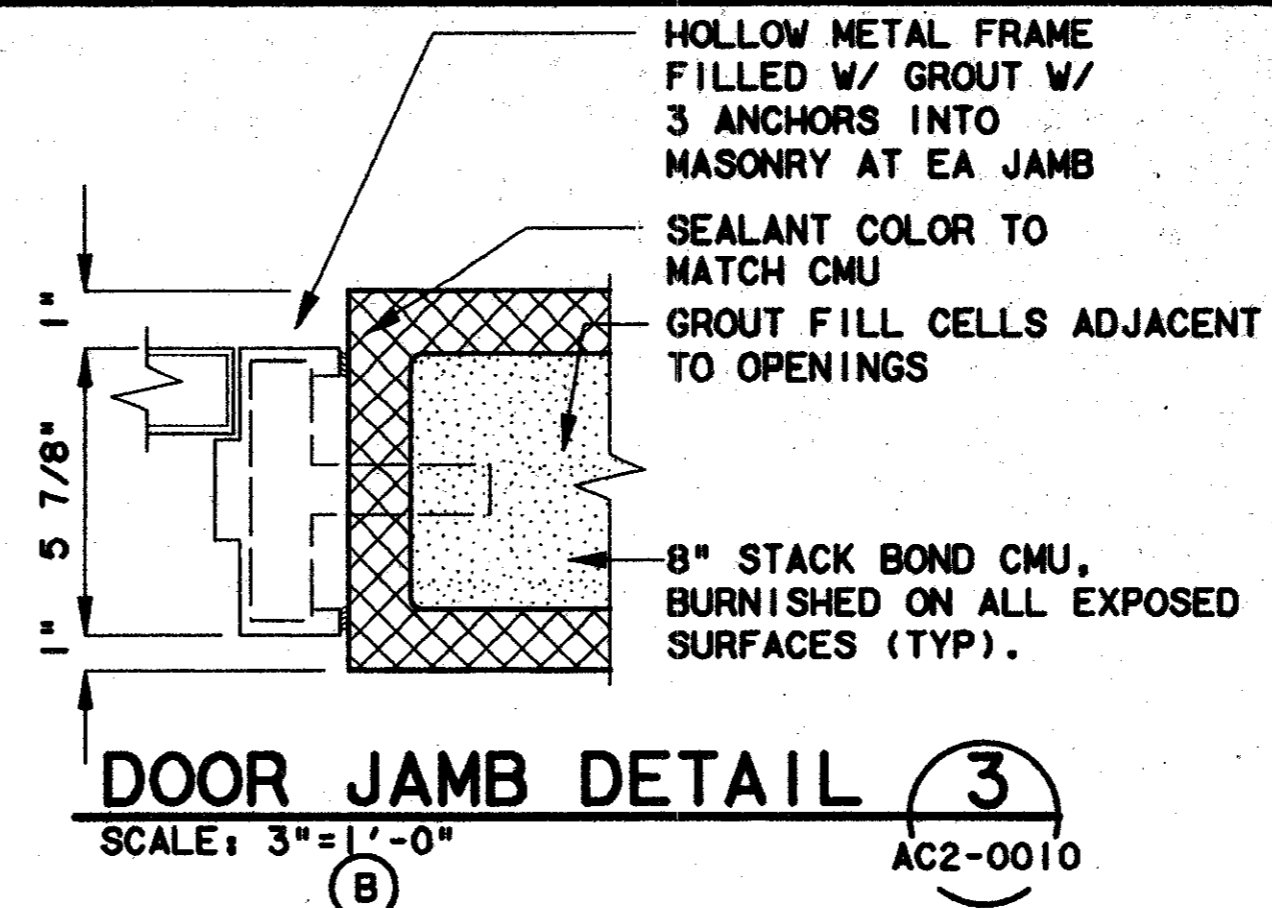 HOLLOW METAL FRAME
FILLED W/ GROUT W/
3 ANCHORS INTO
MASONRY AT EA JAMB
SEALANT COLOR TO
MATCH CMU
GROUT FILL CELLS ADJACENT
TO OPENINGS
8" STACK BOND CMU,
BURNISHED ON ALL EXPOSED
SURFACES (TYP).
1"
5 7/8"
1"
DOOR JAMB DETAIL 3
SCALE: 3"=1'-0"
AC2-0010
B